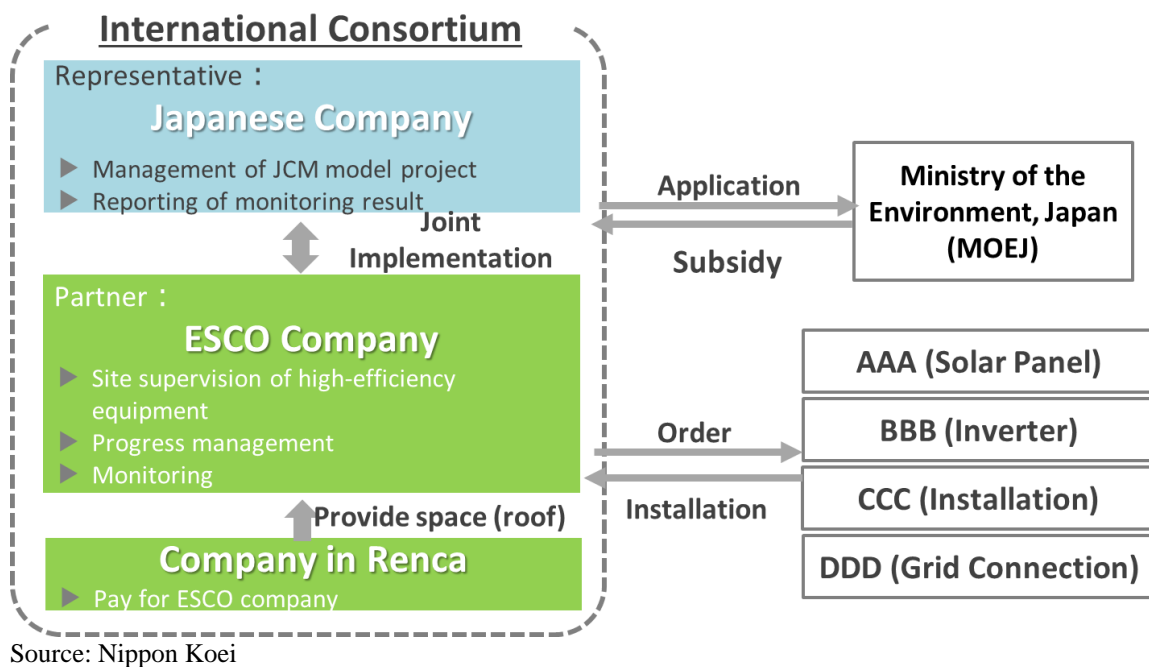 International Consortium
Representative：
Japanese Company
▶ Management of JCM model project
▶ Reporting of monitoring result
Joint
Implementation
Partner：
ESCO Company
▶ Site supervision of high-efficiency
equipment
▶ Progress management
▶ Monitoring
Provide space (roof)
Company in Renca
▶ Pay for ESCO company
Application
Subsidy
Ministry of the
Environment, Japan
(MOEJ)
Order
Installation
AAA (Solar Panel)
BBB (Inverter)
CCC (Installation)
DDD (Grid Connection)
Source: Nippon Koei